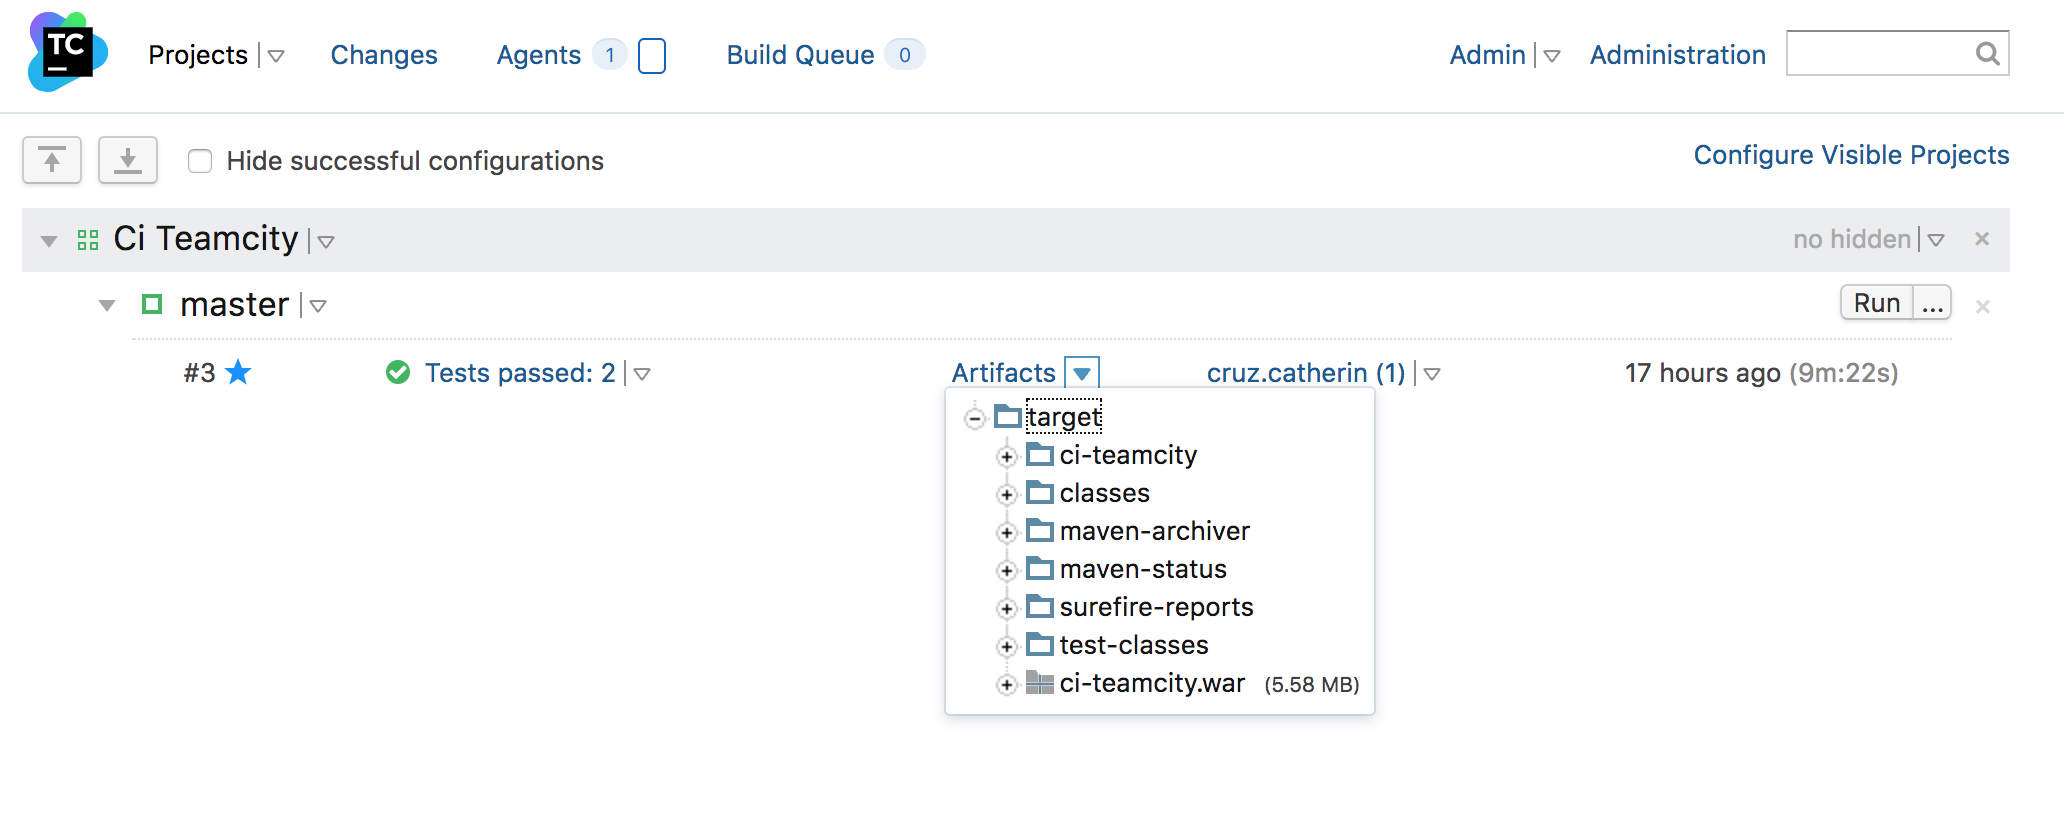 TC
Projects Changes Agents 1 Build Queue 0 Admin Administration
Hide successful configurations Configure Visible Projects
Ci Teamcity no hidden
master Run ...
#3 Tests passed: 2 Artifacts cruz.catherin (1) 17 hours ago (9m:22s)
target
ci-teamcity
classes
maven-archiver
maven-status
surefire-reports
test-classes
ci-teamcity.war (5.58 MB)